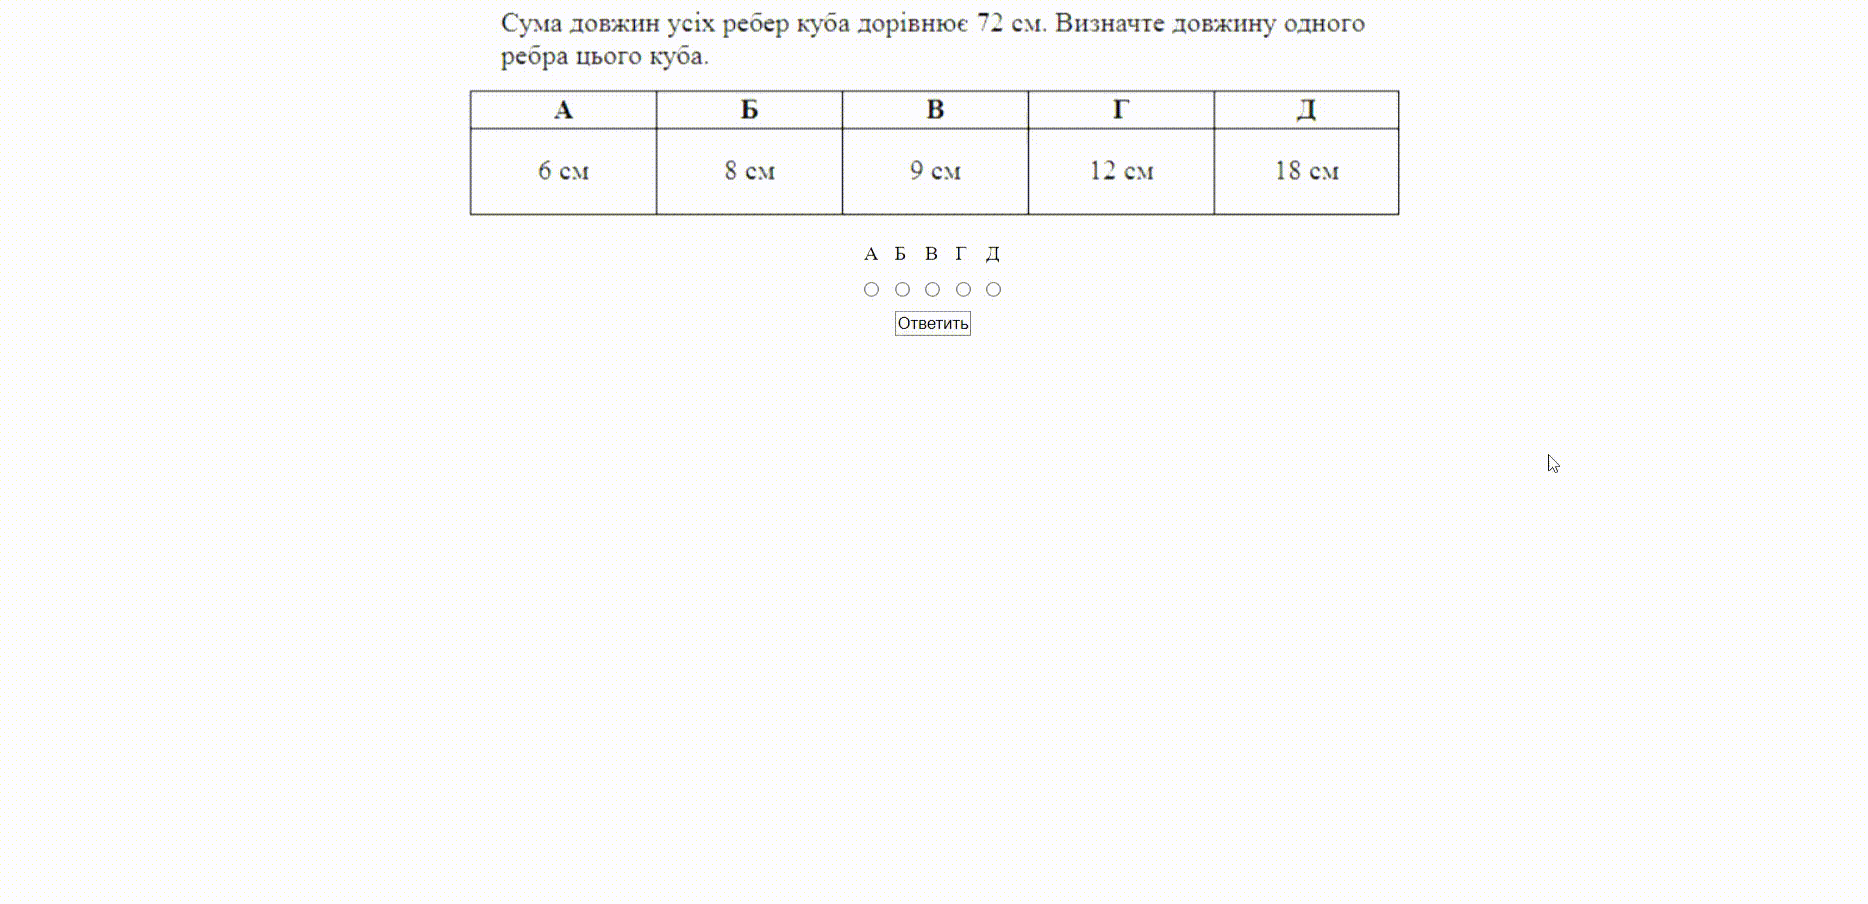 Сума довжин усіх ребер куба дорівнює 72 см. Визначте довжину одного
ребра цього куба.
А Б В Г Д
6 см 8 см 9 см 12 см 18 см
А Б В Г Д
Ответить